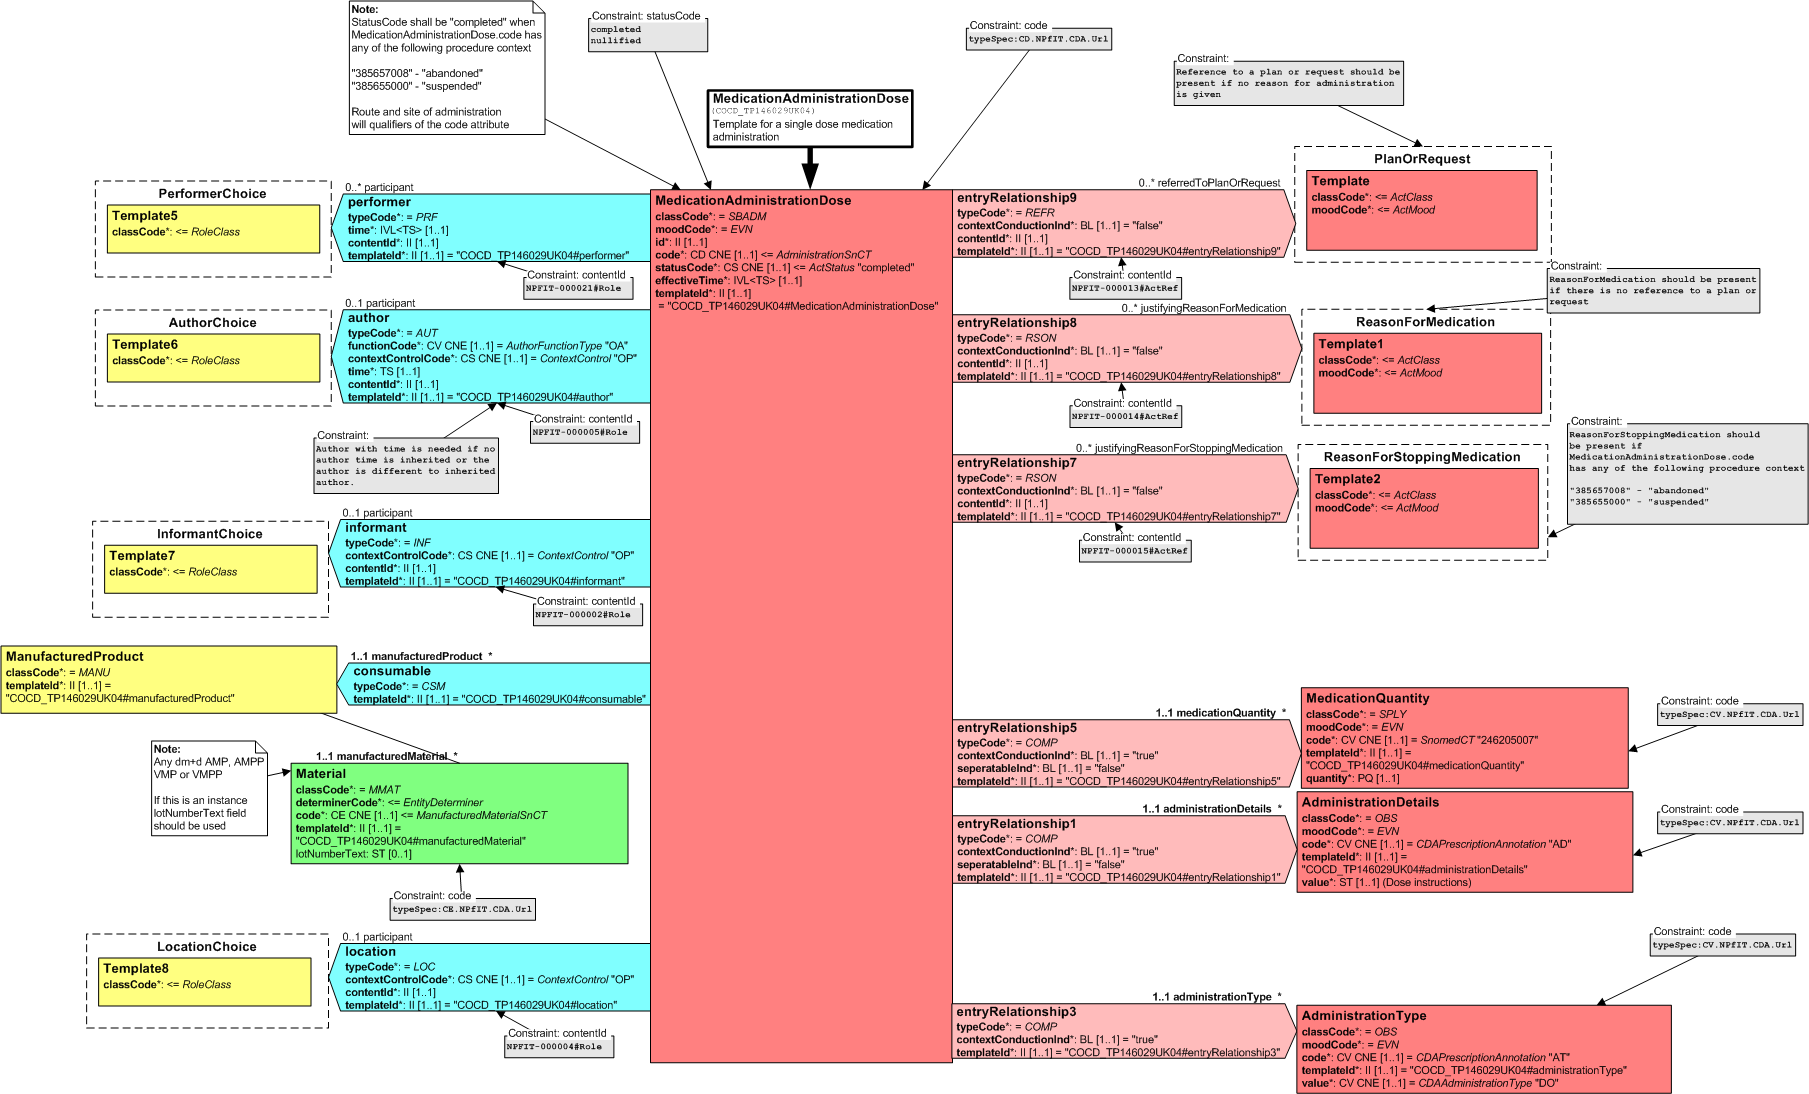 Note:
StatusCode shall be "completed" when
MedicationAdministrationDose.code has
any of the following procedure context
"385657008" - "abandoned"
"385655000" - "suspended"
Route and site of administration
will qualifiers of the code attribute
Constraint: statusCode
completed
nullified
MedicationAdministrationDose
(COCD_TP146029UK04)
Template for a single dose medication
administration
Constraint: code
typeSpec:CD.NPfIT.CDA.Url
Constraint:
Reference to a plan or request should be
present if no reason for administration
is given
PerformerChoice
Template5
classCode*: <= RoleClass
0..* participant
performer
typeCode*: = PRF
time*: IVL<TS> [1..1]
contentId*: II [1..1]
templateId*: II [1..1] = "COCD_TP146029UK04#performer"
Constraint: contentId
NPFIT-000021#Role
AuthorChoice
Template6
classCode*: <= RoleClass
0..1 participant
author
typeCode*: = AUT
functionCode*: CV CNE [1..1] = AuthorFunctionType "OA"
contextControlCode*: CS CNE [1..1] = ContextControl "OP"
time*: TS [1..1]
contentId*: II [1..1]
templateId*: II [1..1] = "COCD_TP146029UK04#author"
Constraint: contentId
NPFIT-000005#Role
Constraint:
Author with time is needed if no
author time is inherited or the
author is different to inherited
author.
InformantChoice
Template7
classCode*: <= RoleClass
0..1 participant
informant
typeCode*: = INF
contextControlCode*: CS CNE [1..1] = ContextControl "OP"
contentId*: II [1..1]
templateId*: II [1..1] = "COCD_TP146029UK04#informant"
Constraint: contentId
NPFIT-000002#Role
ManufacturedProduct
classCode*: = MANU
templateId*: II [1..1] =
"COCD_TP146029UK04#manufacturedProduct"
1..1 manufacturedProduct *
consumable
typeCode*: = CSM
templateId*: II [1..1] = "COCD_TP146029UK04#consumable"
Note:
Any dm+d AMP, AMPP
VMP or VMPP
If this is an instance
lotNumberText field
should be used
1..1 manufacturedMaterial *
Material
classCode*: = MMAT
determinerCode*: <= EntityDeterminer
code*: CE CNE [1..1] <= ManufacturedMaterialSnCT
templateId*: II [1..1] =
"COCD_TP146029UK04#manufacturedMaterial"
lotNumberText: ST [0..1]
Constraint: code
typeSpec:CE.NPfIT.CDA.Url
LocationChoice
Template8
classCode*: <= RoleClass
0..1 participant
location
typeCode*: = LOC
contextControlCode*: CS CNE [1..1] = ContextControl "OP"
contentId*: II [1..1]
templateId*: II [1..1] = "COCD_TP146029UK04#location"
Constraint: contentId
NPFIT-000004#Role
MedicationAdministrationDose
classCode*: = SBADM
moodCode*: = EVN
id*: II [1..1]
code*: CD CNE [1..1] <= AdministrationSnCT
statusCode*: CS CNE [1..1] <= ActStatus "completed"
effectiveTime*: IVL<TS> [1..1]
templateId*: II [1..1]
= "COCD_TP146029UK04#MedicationAdministrationDose"
0..* referredToPlanOrRequest
entryRelationship9
typeCode*: = REFR
contextConductionInd*: BL [1..1] = "false"
contentId*: II [1..1]
templateId*: II [1..1] = "COCD_TP146029UK04#entryRelationship9"
Constraint: contentId
NPFIT-000013#ActRef
PlanOrRequest
Template
classCode*: <= ActClass
moodCode*: <= ActMood
Constraint:
ReasonForMedication should be present
if there is no reference to a plan or
request
0..* justifyingReasonForMedication
entryRelationship8
typeCode*: = RSON
contextConductionInd*: BL [1..1] = "false"
contentId*: II [1..1]
templateId*: II [1..1] = "COCD_TP146029UK04#entryRelationship8"
Constraint: contentId
NPFIT-000014#ActRef
ReasonForMedication
Template1
classCode*: <= ActClass
moodCode*: <= ActMood
0..* justifyingReasonForStoppingMedication
entryRelationship7
typeCode*: = RSON
contextConductionInd*: BL [1..1] = "false"
contentId*: II [1..1]
templateId*: II [1..1] = "COCD_TP146029UK04#entryRelationship7"
Constraint: contentId
NPFIT-000015#ActRef
ReasonForStoppingMedication
Template2
classCode*: <= ActClass
moodCode*: <= ActMood
Constraint:
ReasonForStoppingMedication should
be present if
MedicationAdministrationDose.code
has any of the following procedure context
"385657008" - "abandoned"
"385655000" - "suspended"
1..1 medicationQuantity *
entryRelationship5
typeCode*: = COMP
contextConductionInd*: BL [1..1] = "true"
seperatableInd*: BL [1..1] = "false"
templateId*: II [1..1] = "COCD_TP146029UK04#entryRelationship5"
MedicationQuantity
classCode*: = SPLY
moodCode*: = EVN
code*: CV CNE [1..1] = SnomedCT "246205007"
templateId*: II [1..1] =
"COCD_TP146029UK04#medicationQuantity"
quantity*: PQ [1..1]
Constraint: code
typeSpec:CV.NPfIT.CDA.Url
1..1 administrationDetails *
entryRelationship1
typeCode*: = COMP
contextConductionInd*: BL [1..1] = "true"
seperatableInd*: BL [1..1] = "false"
templateId*: II [1..1] = "COCD_TP146029UK04#entryRelationship1"
AdministrationDetails
classCode*: = OBS
moodCode*: = EVN
code*: CV CNE [1..1] = CDAPrescriptionAnnotation "AD"
templateId*: II [1..1] =
"COCD_TP146029UK04#administrationDetails"
value*: ST [1..1] (Dose instructions)
Constraint: code
typeSpec:CV.NPfIT.CDA.Url
1..1 administrationType *
entryRelationship3
typeCode*: = COMP
contextConductionInd*: BL [1..1] = "true"
templateId*: II [1..1] = "COCD_TP146029UK04#entryRelationship3"
Constraint: code
typeSpec:CV.NPfIT.CDA.Url
AdministrationType
classCode*: = OBS
moodCode*: = EVN
code*: CV CNE [1..1] = CDAPrescriptionAnnotation "AT"
templateId*: II [1..1] = "COCD_TP146029UK04#administrationType"
value*: CV CNE [1..1] = CDAAdministrationType "DO"